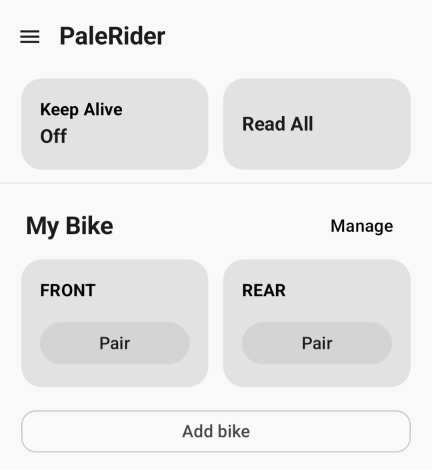 PaleRider
Keep Alive
Off
Read All
My Bike
Manage
FRONT
Pair
REAR
Pair
Add bike